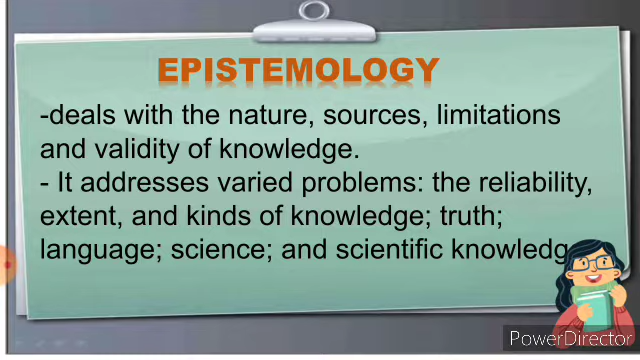 EPISTEMOLOGY
-deals with the nature, sources, limitations
and validity of knowledge.
- It addresses varied problems: the reliability,
extent, and kinds of knowledge; truth;
language; science; and scientific knowledg
PowerDirector